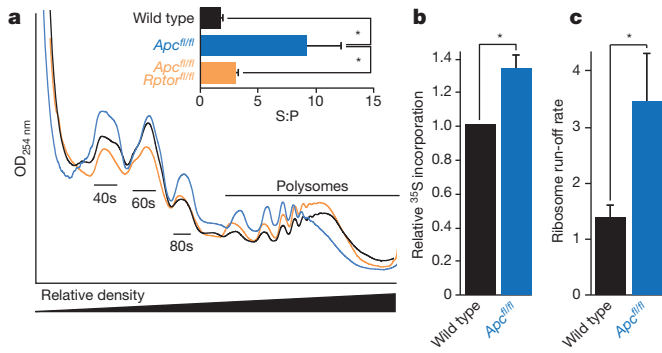 a
Wild type
Apcfl/fl
Apcfl/fl
Rptorfl/fl
*
*
0 5 10 15
S:P
OD254 nm
40s
60s
80s
Polysomes
Relative density
b
Relative 35S incorporation
1.4
1.2
1.0
0.8
0.6
0.4
0.2
0
*
Wild type
Apcfl/fl
c
Ribosome run-off rate
4
3
2
1
0
*
Wild type
Apcfl/fl